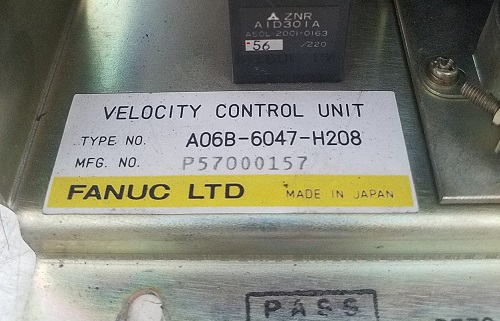 ZNR
A1D301A
A50L-2001-0163
56 /220
VELOCITY CONTROL UNIT
TYPE NO. A06B-6047-H208
MFG. NO. P57000157
FANUC LTD MADE IN JAPAN
PASS